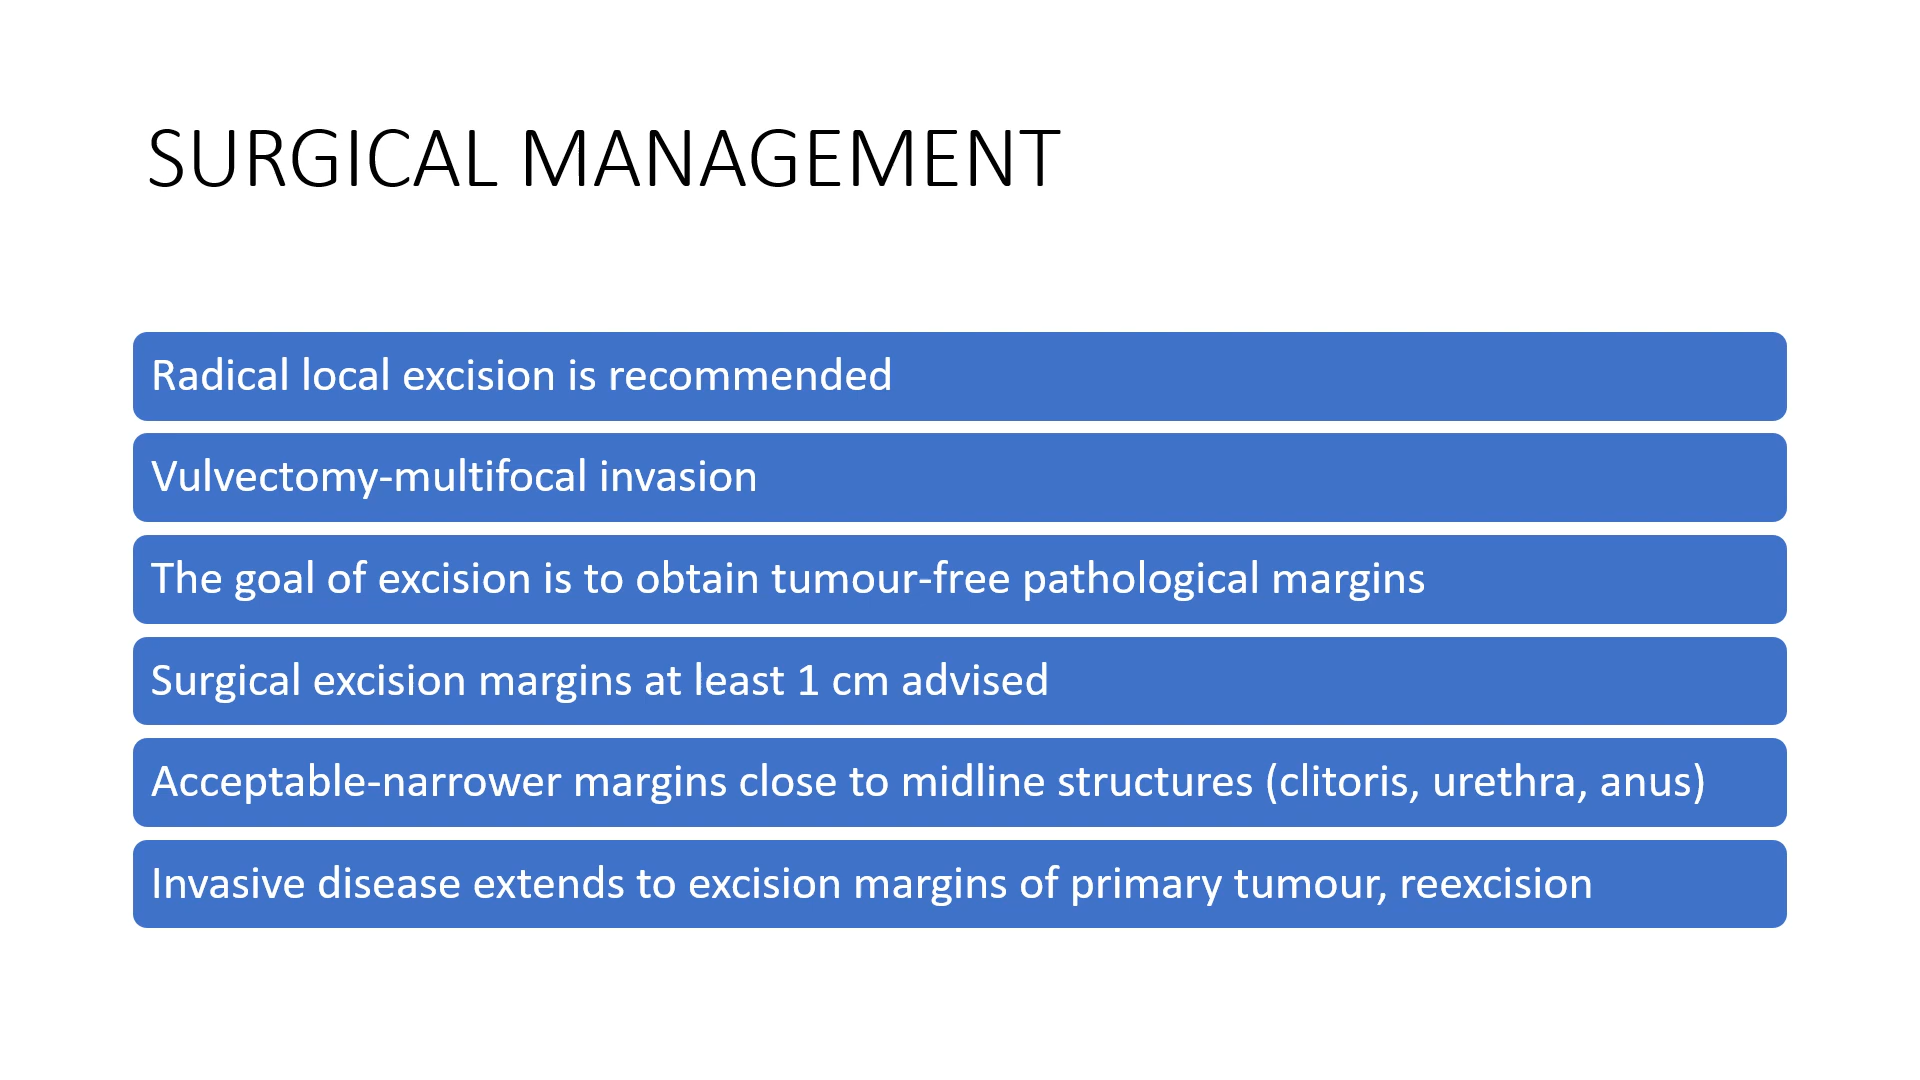 SURGICAL MANAGEMENT
Radical local excision is recommended
Vulvectomy-multifocal invasion
The goal of excision is to obtain tumour-free pathological margins
Surgical excision margins at least 1 cm advised
Acceptable-narrower margins close to midline structures (clitoris, urethra, anus)
Invasive disease extends to excision margins of primary tumour, reexcision